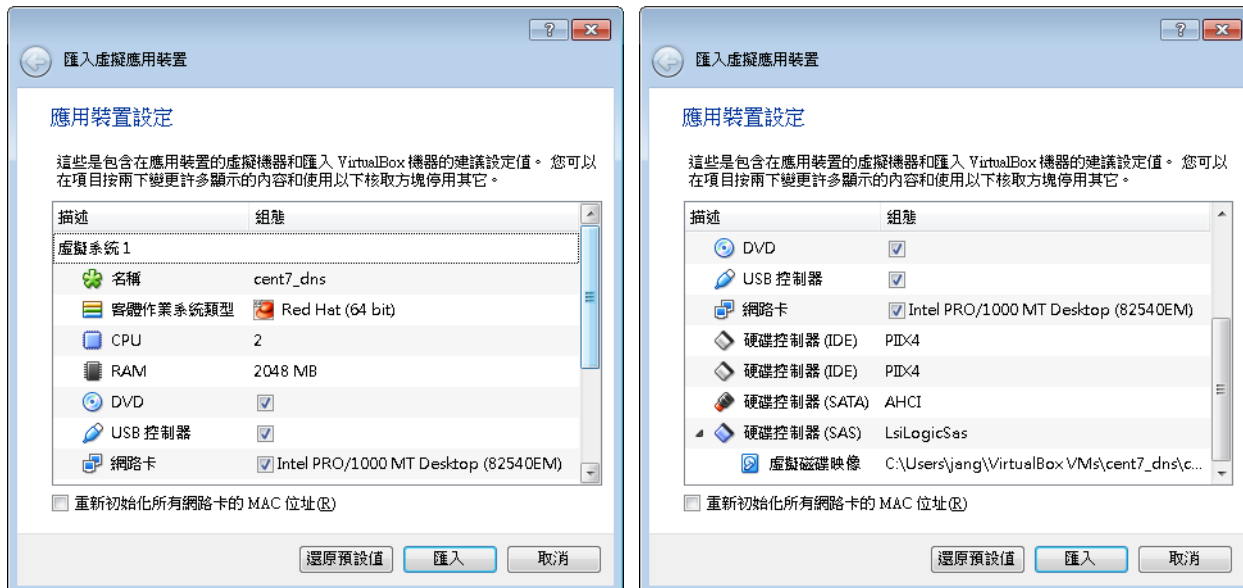 匯入虛擬應用裝置
應用裝置設定
這些是包含在應用裝置的虛擬機器和匯入 VirtualBox 機器的建議設定值。 您可以
在項目按兩下變更許多顯示的內容和使用以下核取方塊停用其它。
描述 組態
虛擬系統 1
名稱 cent7_dns
客體作業系統類型 Red Hat (64 bit)
CPU 2
RAM 2048 MB
DVD
USB 控制器
網路卡 Intel PRO/1000 MT Desktop (82540EM)
重新初始化所有網路卡的 MAC 位址(R)
還原預設值 匯入 取消
匯入虛擬應用裝置
應用裝置設定
這些是包含在應用裝置的虛擬機器和匯入 VirtualBox 機器的建議設定值。 您可以
在項目按兩下變更許多顯示的內容和使用以下核取方塊停用其它。
描述 組態
DVD
USB 控制器
網路卡 Intel PRO/1000 MT Desktop (82540EM)
硬碟控制器 (IDE) PIIX4
硬碟控制器 (IDE) PIIX4
硬碟控制器 (SATA) AHCI
硬碟控制器 (SAS) LsiLogicSas
虛擬磁碟映像 C:\Users\jang\VirtualBox VMs\cent7_dns\c...
重新初始化所有網路卡的 MAC 位址(R)
還原預設值 匯入 取消